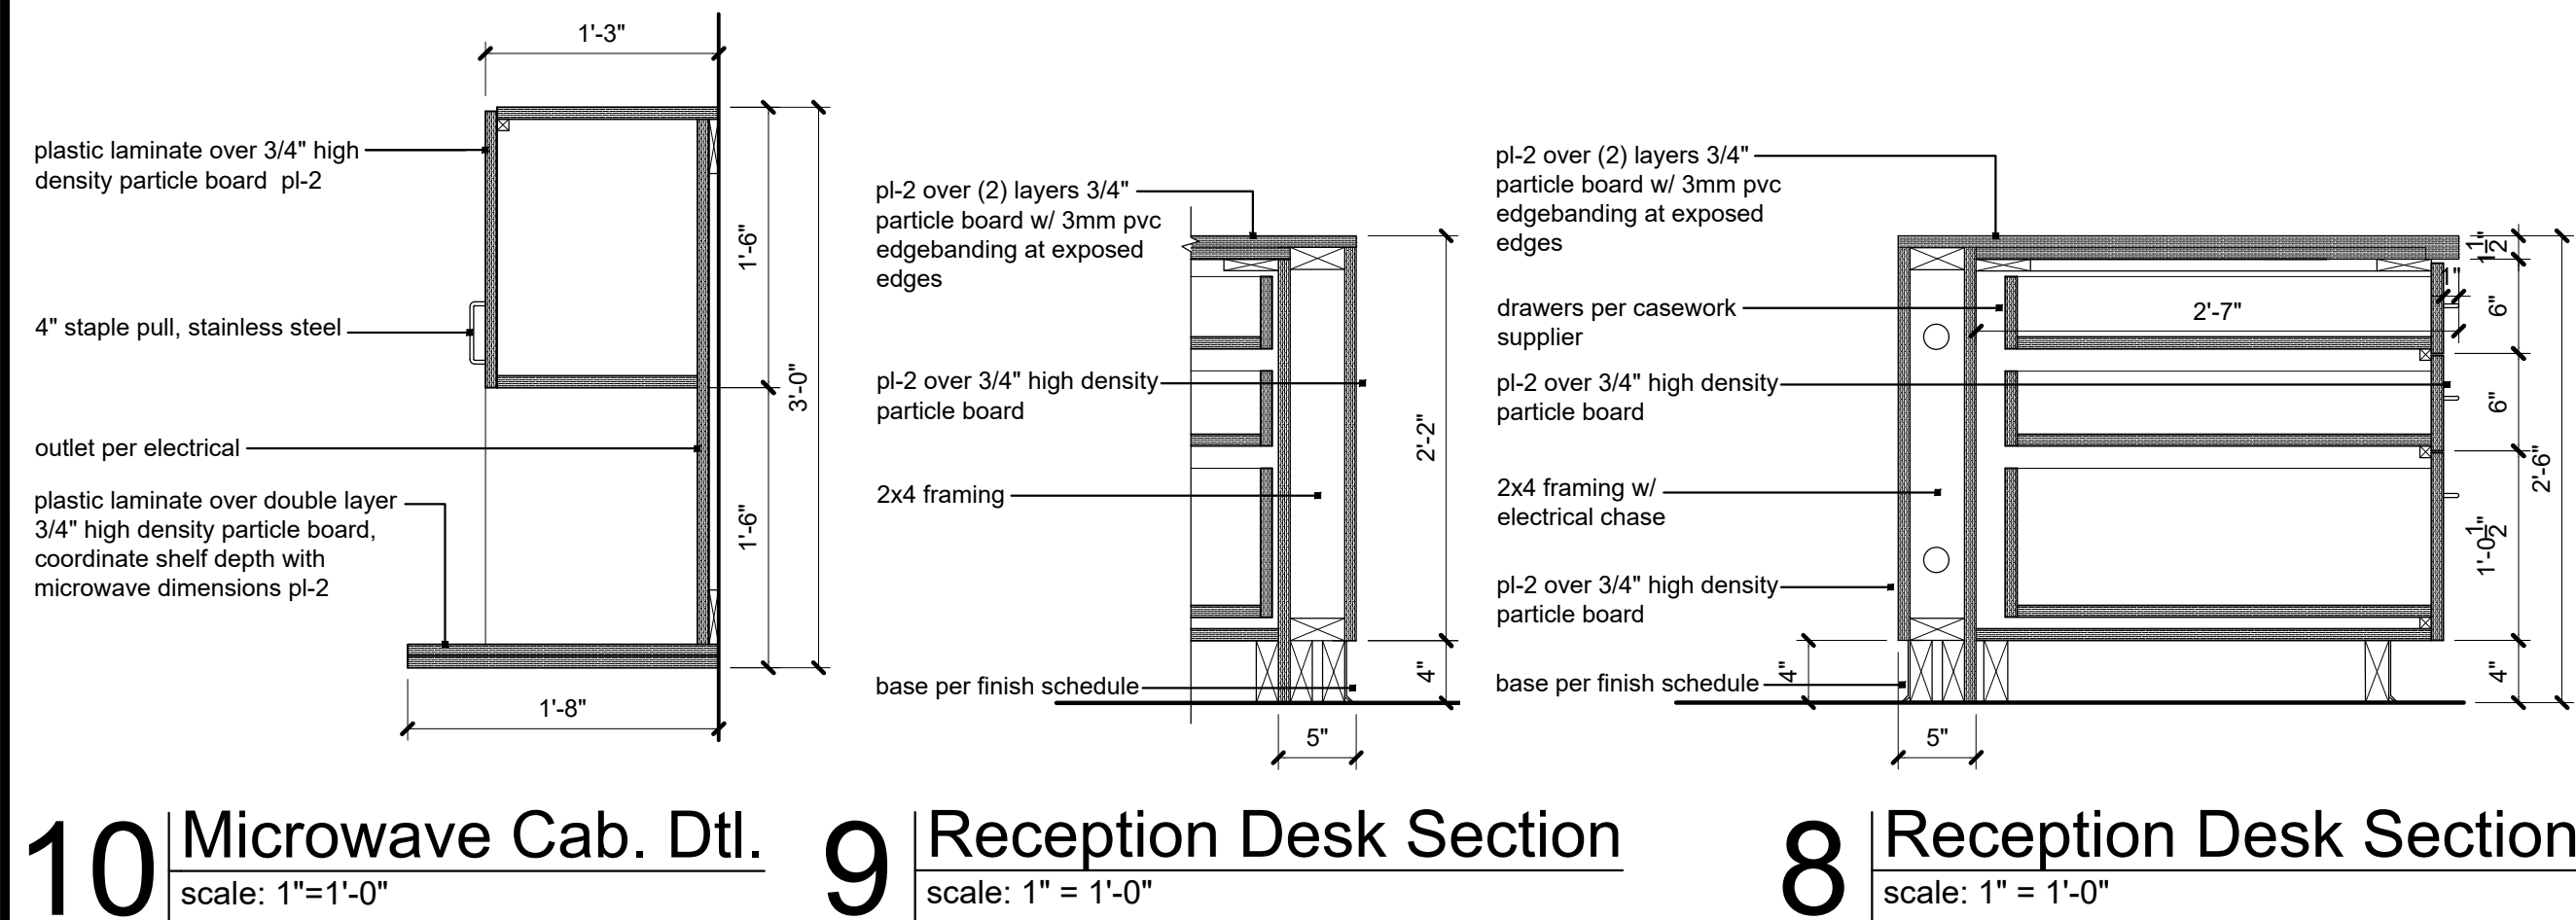 1'-3"
plastic laminate over 3/4" high
density particle board  pl-2
4" staple pull, stainless steel
outlet per electrical
plastic laminate over double layer
3/4" high density particle board,
coordinate shelf depth with
microwave dimensions pl-2
1'-6"
3'-0"
1'-6"
1'-8"
10
Microwave Cab. Dtl.
scale: 1"=1'-0"
pl-2 over (2) layers 3/4"
particle board w/ 3mm pvc
edgebanding at exposed
edges
pl-2 over 3/4" high density
particle board
2x4 framing
base per finish schedule
2'-2"
4"
5"
9
Reception Desk Section
scale: 1" = 1'-0"
pl-2 over (2) layers 3/4"
particle board w/ 3mm pvc
edgebanding at exposed
edges
drawers per casework
supplier
pl-2 over 3/4" high density
particle board
2x4 framing w/
electrical chase
pl-2 over 3/4" high density
particle board
base per finish schedule
4"
5"
2'-7"
1"
1 1/2"
6"
6"
1'-0 1/2"
4"
2'-6"
8
Reception Desk Section
scale: 1" = 1'-0"